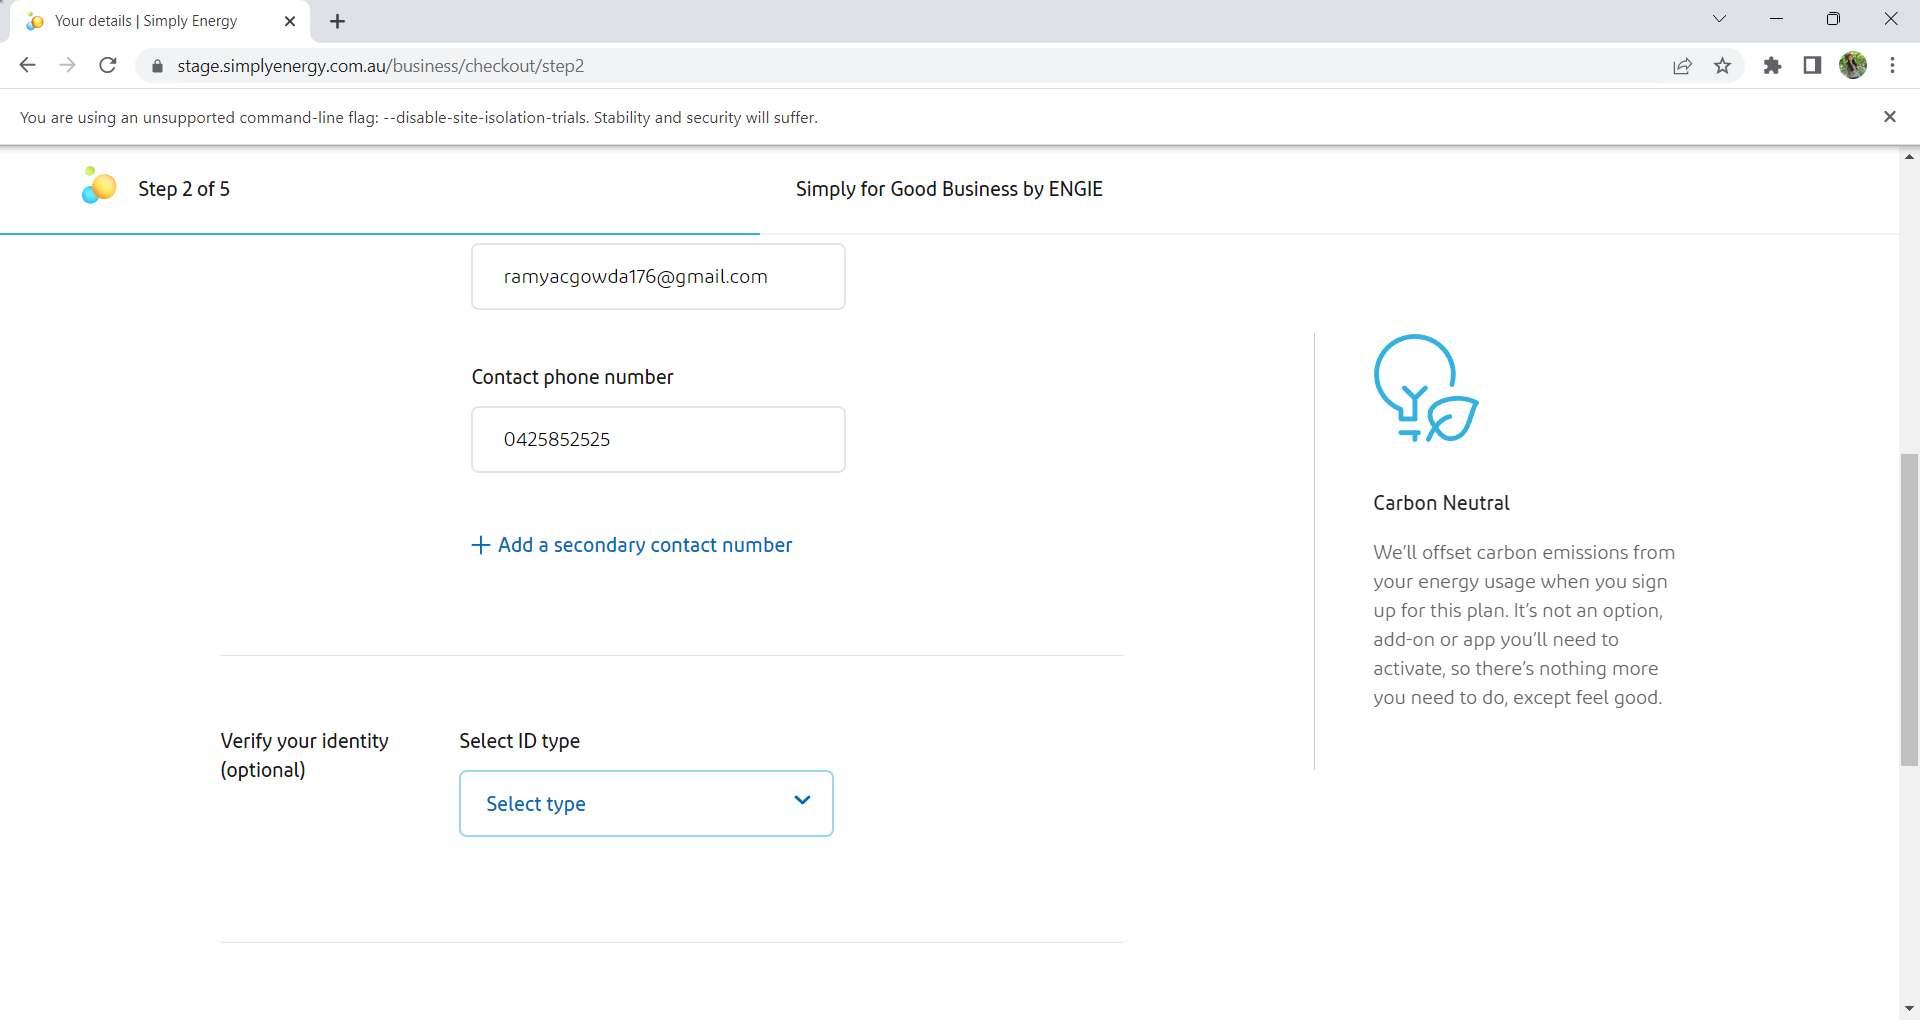 Your details | Simply Energy
stage.simplyenergy.com.au/business/checkout/step2
You are using an unsupported command-line flag: --disable-site-isolation-trials. Stability and security will suffer.
Step 2 of 5
Simply for Good Business by ENGIE
ramyacgowda176@gmail.com
Contact phone number
0425852525
+ Add a secondary contact number
Carbon Neutral
We’ll offset carbon emissions from
your energy usage when you sign
up for this plan. It’s not an option,
add-on or app you’ll need to
activate, so there’s nothing more
you need to do, except feel good.
Verify your identity
(optional)
Select ID type
Select type